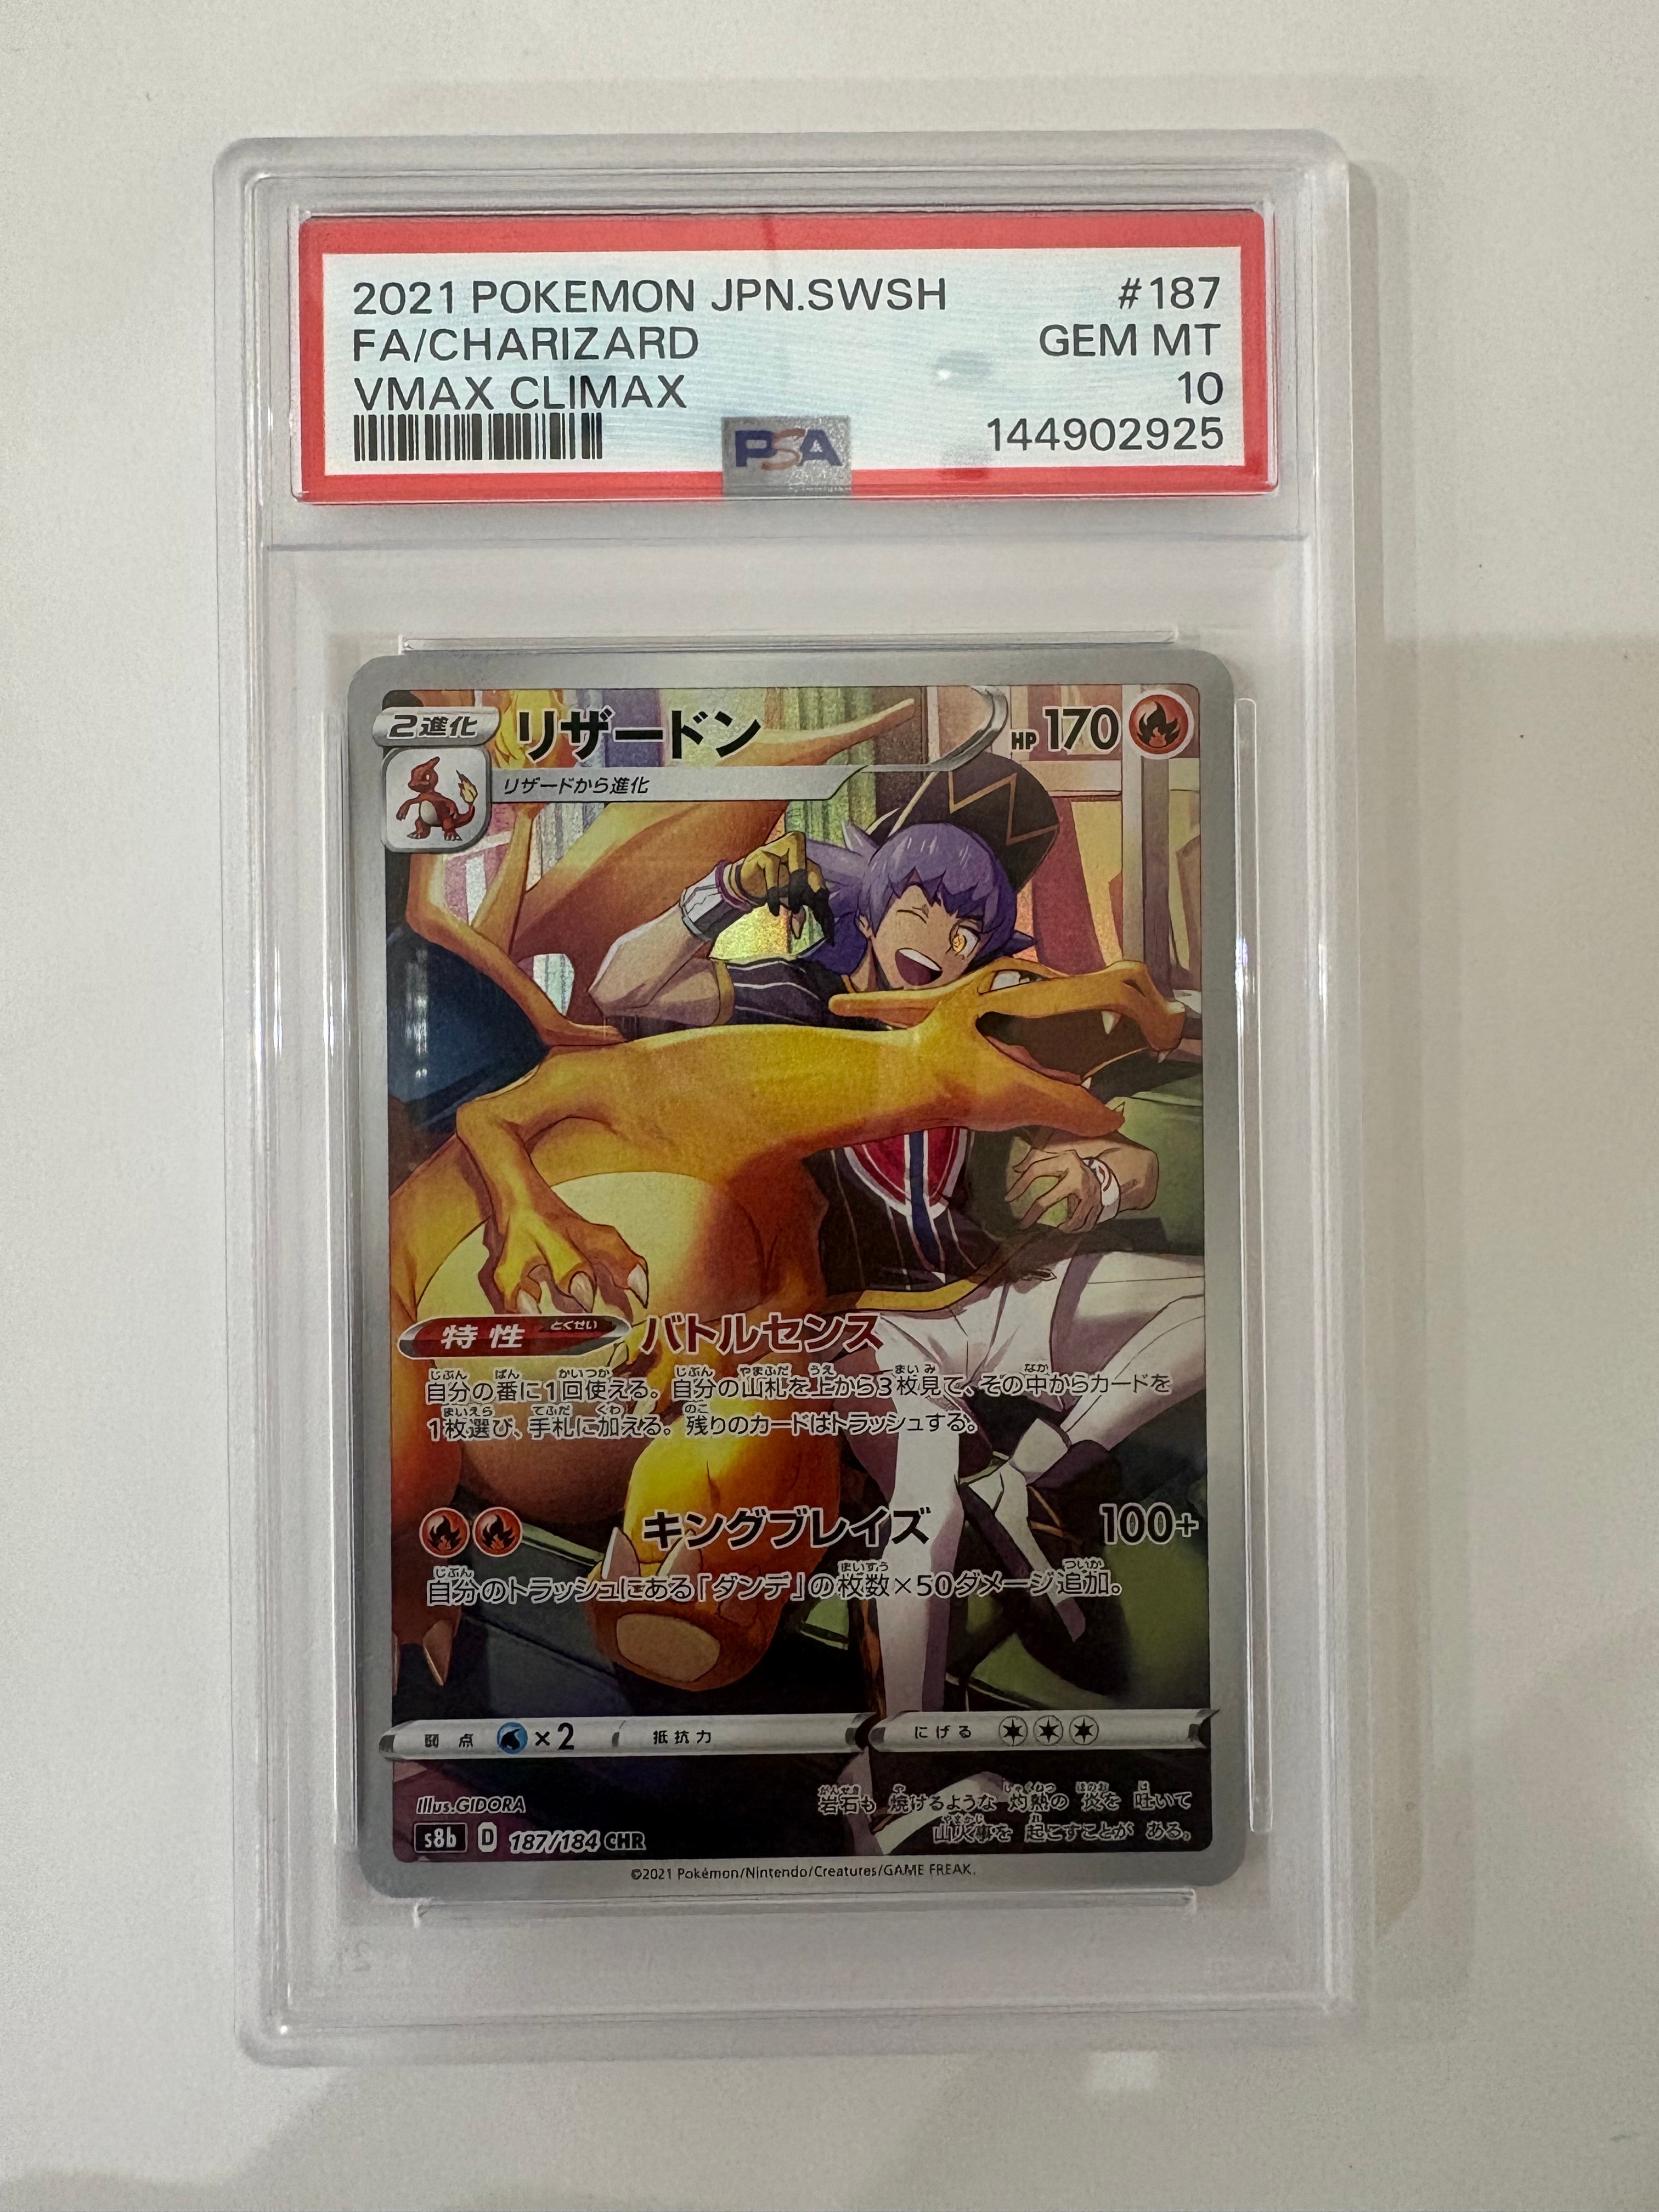 2021 POKEMON JPN.SWSH #187
FA/CHARIZARD GEM MT
VMAX CLIMAX 10
PSA 144902925
2進化 リザードン HP 170
リザードから進化
特性 とくせい バトルセンス
自分の番に1回使える。自分の山札を上から3枚見て、その中からカードを
1枚選び、手札に加える。残りのカードはトラッシュする。
キングブレイズ 100+
自分のトラッシュにある「ダンデ」の枚数×50ダメージ追加。
弱点 ×2 抵抗力 にげる
Illus.GIDORA
岩石も 焼けるような 灼熱の 炎を 吐いて
山火事を 起こすことが ある。
s8b D 187/184 CHR
©2021 Pokémon/Nintendo/Creatures/GAME FREAK.